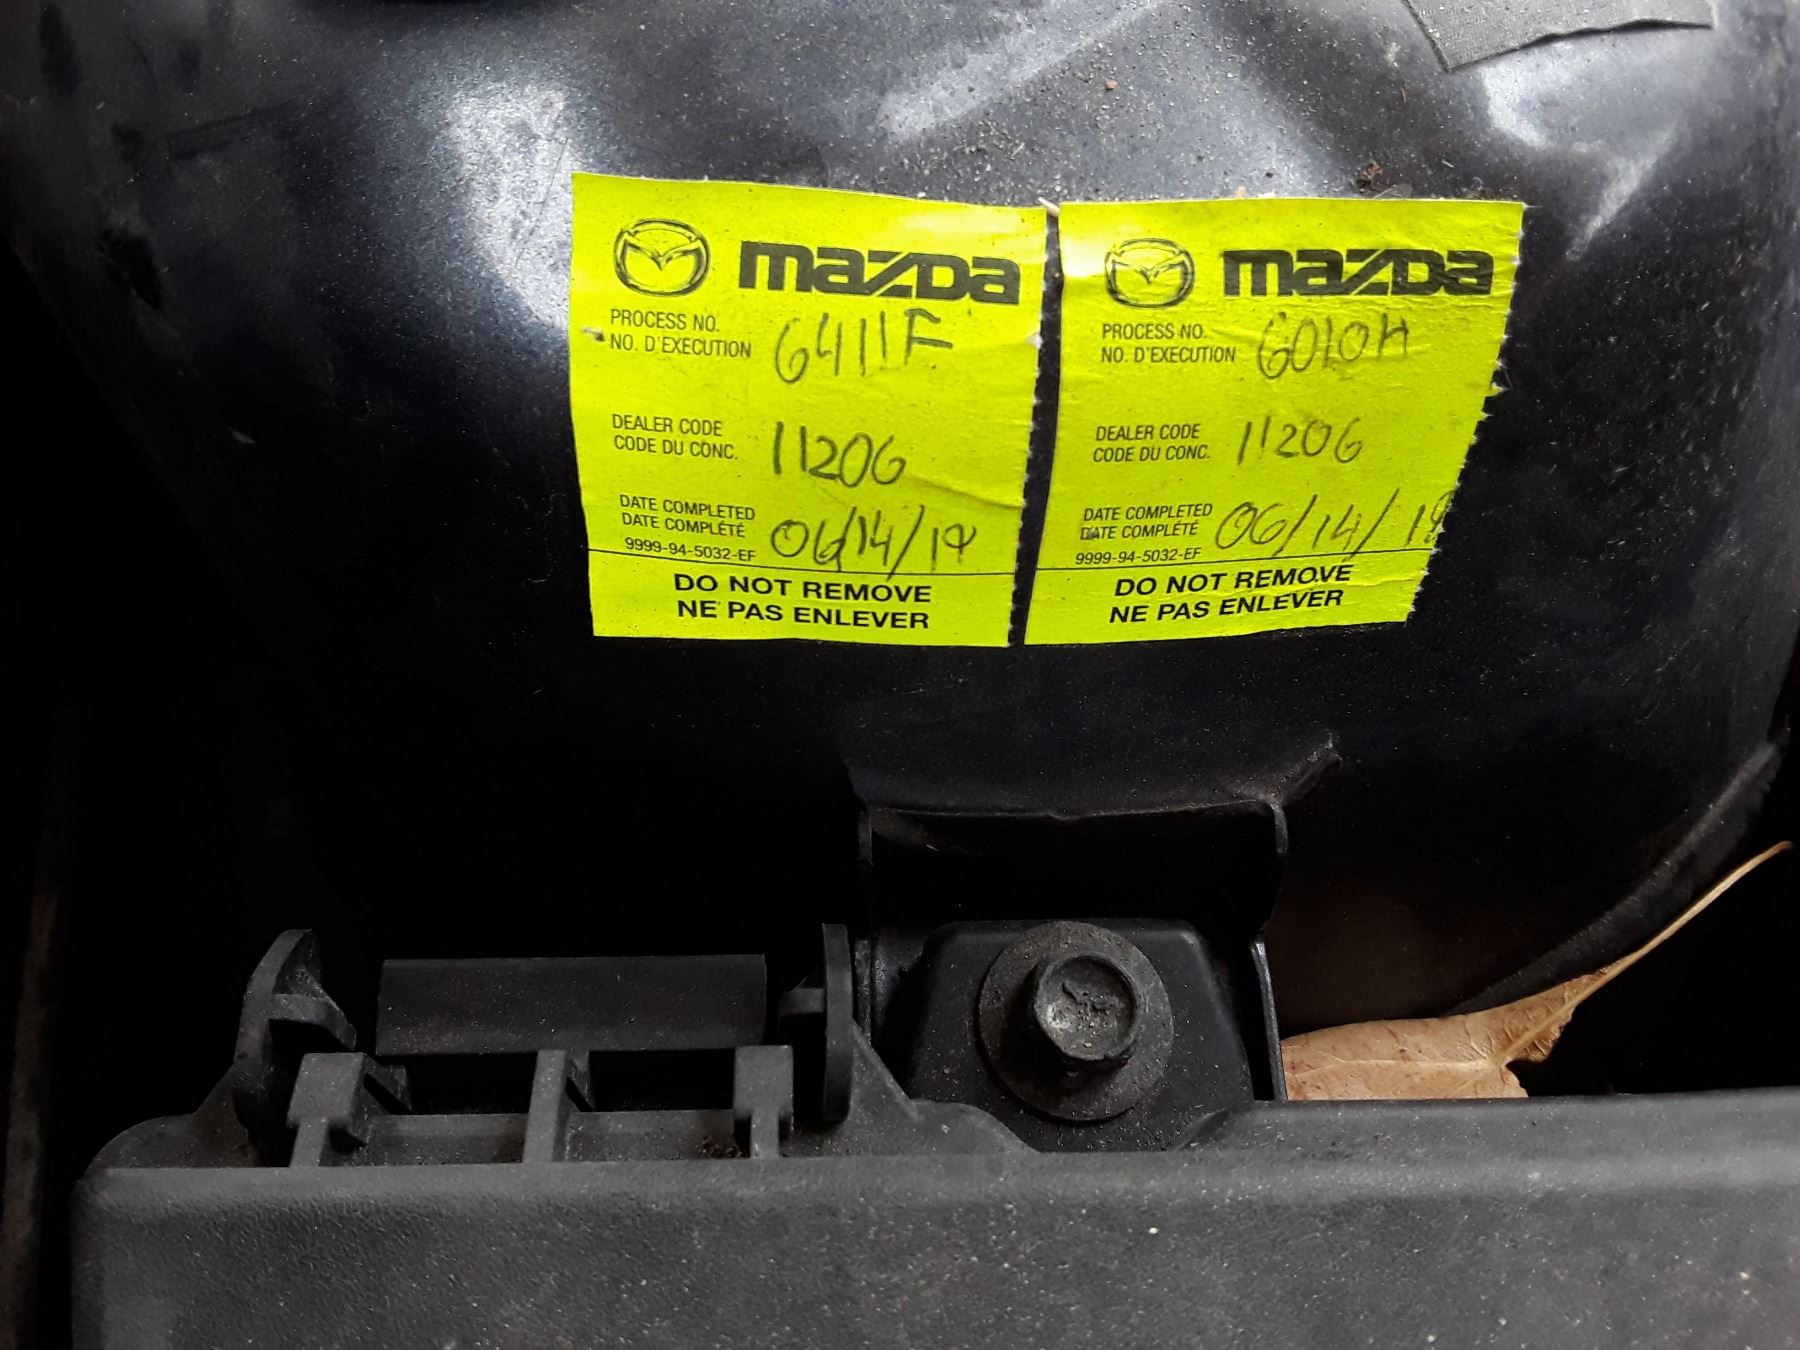 mazda
PROCESS NO.
NO. D'EXECUTION 6411F
DEALER CODE
CODE DU CONC. 11206
DATE COMPLETED
DATE COMPLÉTÉ 06/14/19
9999-94-5032-EF
DO NOT REMOVE
NE PAS ENLEVER
mazda
PROCESS NO.
NO. D'EXECUTION 6010H
DEALER CODE
CODE DU CONC. 11206
DATE COMPLETED
DATE COMPLÉTÉ 06/14/19
9999-94-5032-EF
DO NOT REMOVE
NE PAS ENLEVER